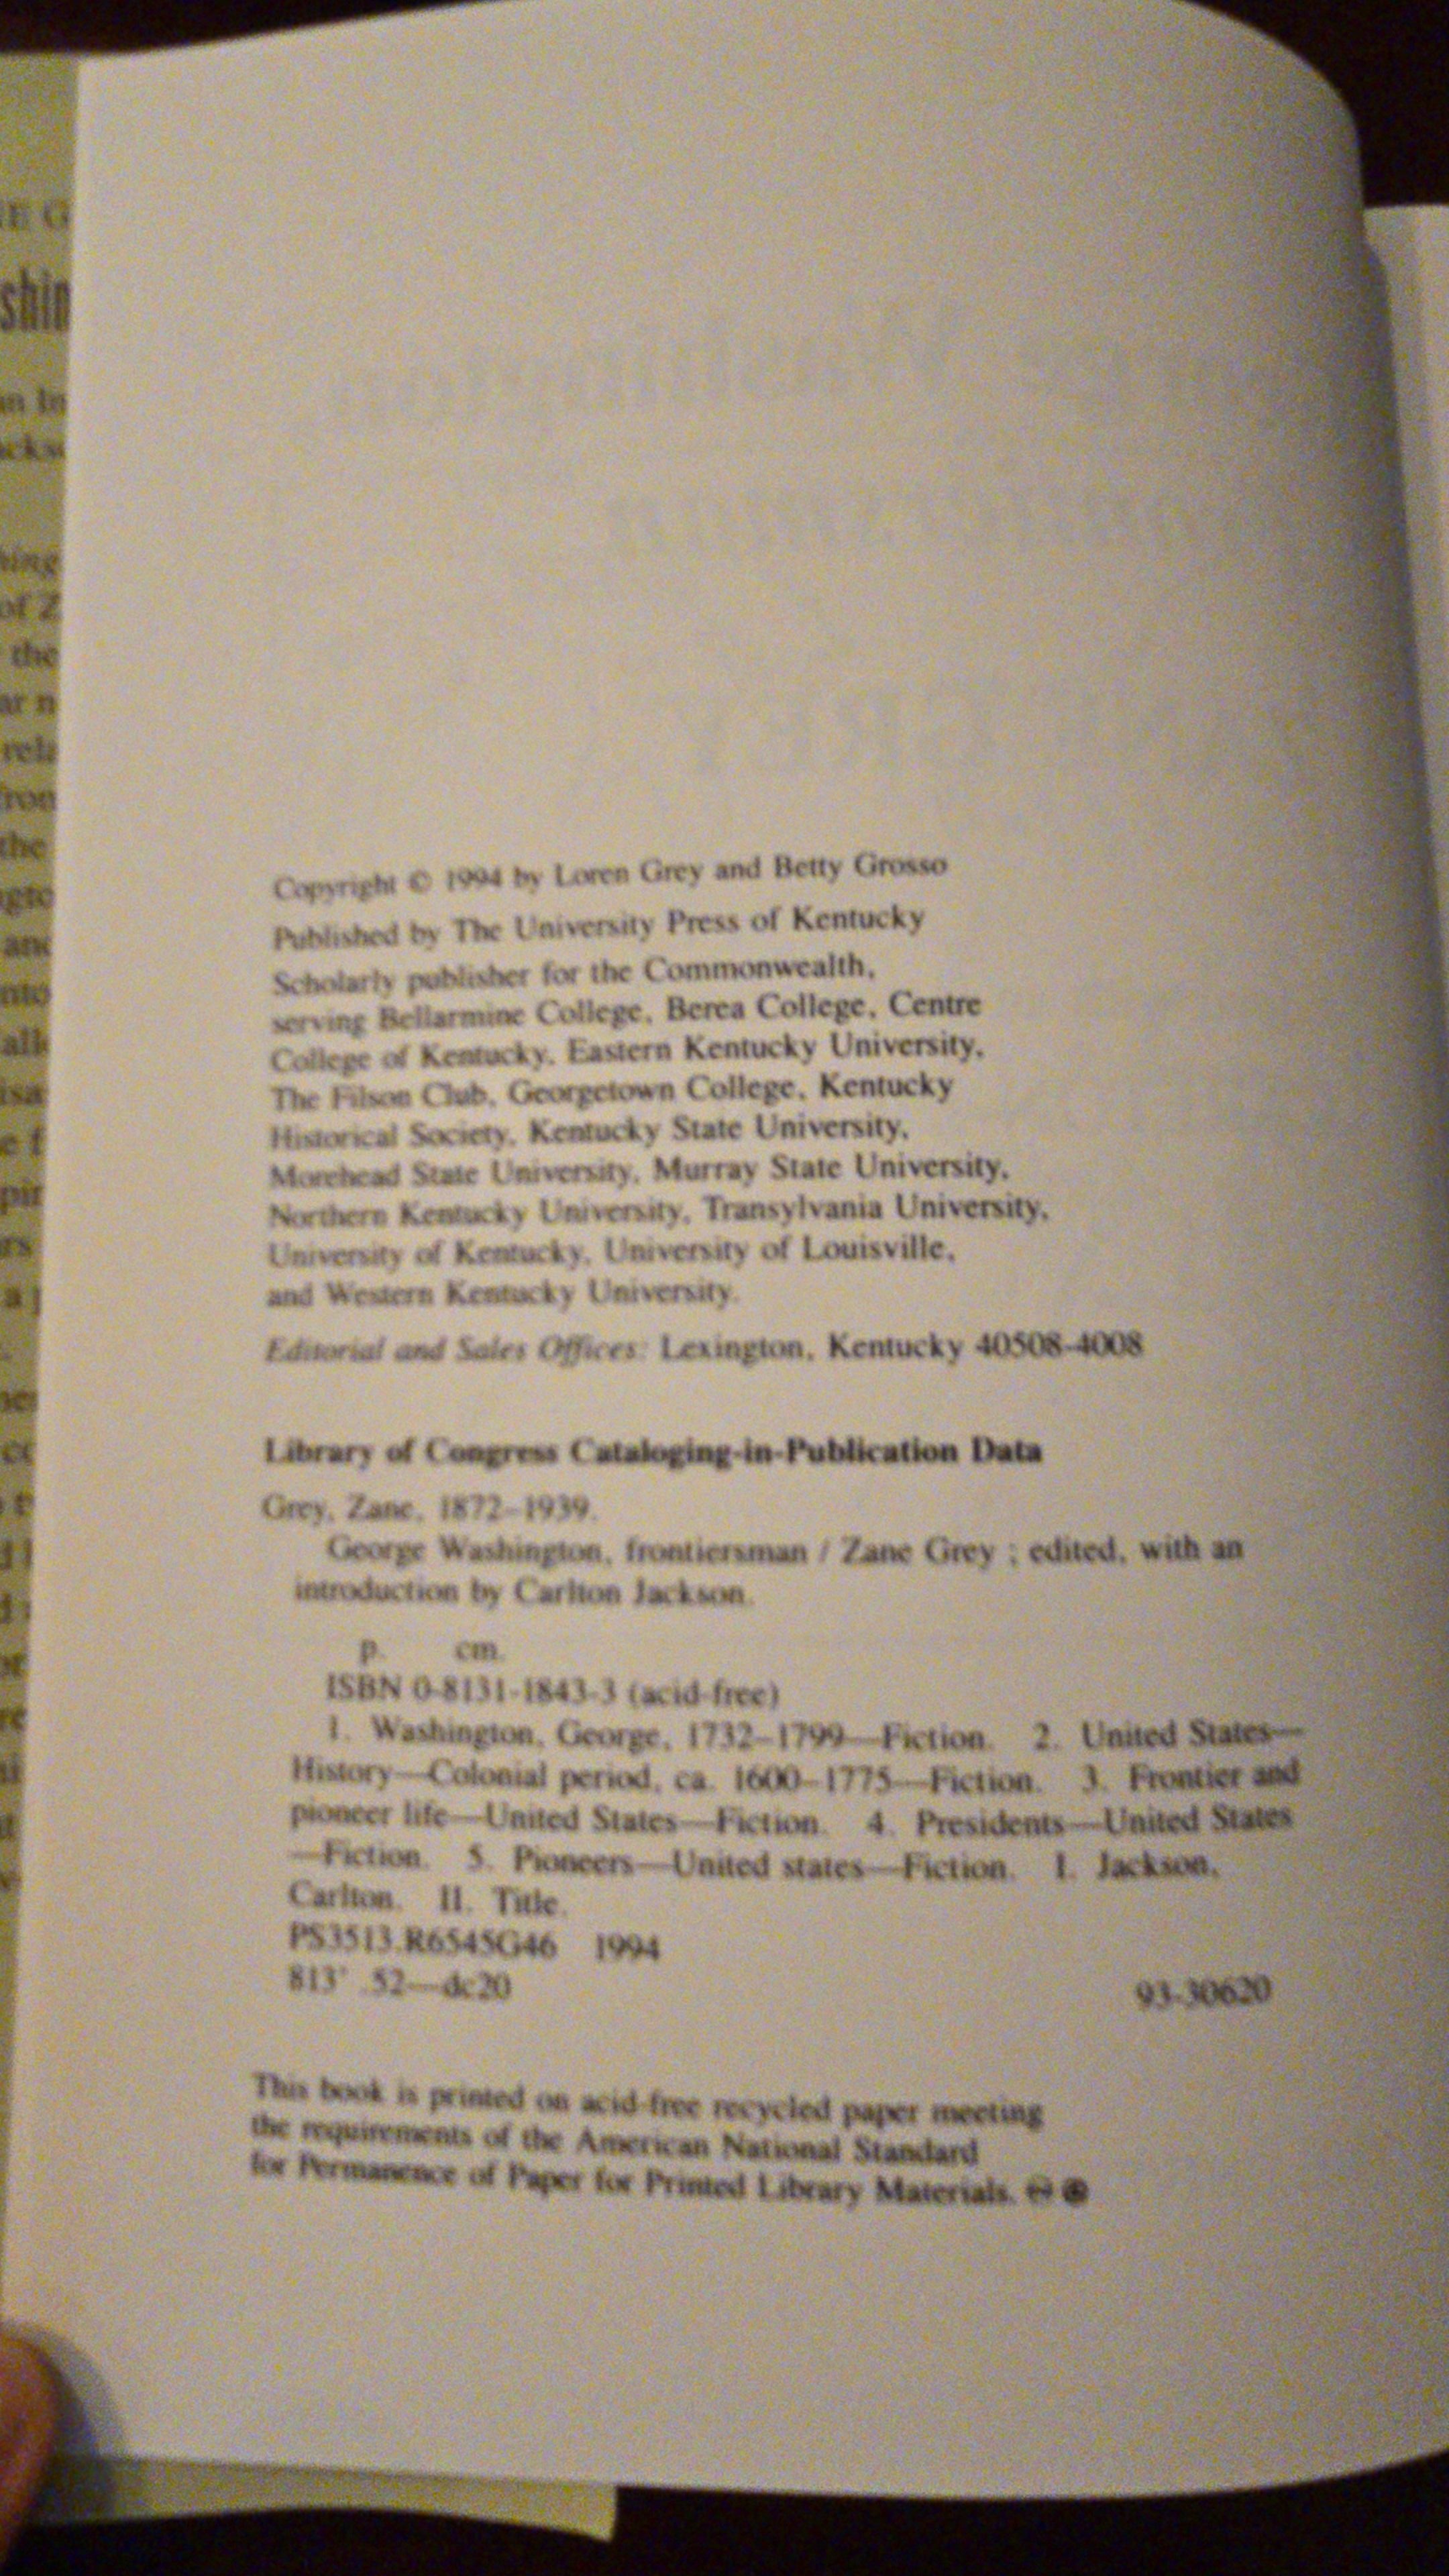 Copyright © 1994 by Loren Grey and Betty Grosso
Published by The University Press of Kentucky
Scholarly publisher for the Commonwealth,
serving Bellarmine College, Berea College, Centre
College of Kentucky, Eastern Kentucky University,
The Filson Club, Georgetown College, Kentucky
Historical Society, Kentucky State University,
Morehead State University, Murray State University,
Northern Kentucky University, Transylvania University,
University of Kentucky, University of Louisville,
and Western Kentucky University.
Editorial and Sales Offices: Lexington, Kentucky 40508-4008
Library of Congress Cataloging-in-Publication Data
Grey, Zane, 1872–1939.
George Washington, frontiersman / Zane Grey ; edited, with an
introduction by Carlton Jackson.
p. cm.
ISBN 0-8131-1843-3 (acid-free)
1. Washington, George, 1732–1799—Fiction. 2. United States—
History—Colonial period, ca. 1600–1775—Fiction. 3. Frontier and
pioneer life—United States—Fiction. 4. Presidents—United States
—Fiction. 5. Pioneers—United states—Fiction. I. Jackson,
Carlton. II. Title.
PS3513.R6545G46 1994
813'.52—dc20
93-30620
This book is printed on acid-free recycled paper meeting
the requirements of the American National Standard
for Permanence of Paper for Printed Library Materials.